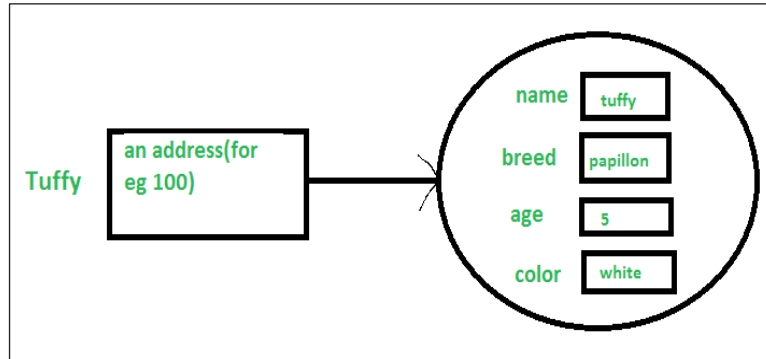 Tuffy
an address(for
eg 100)
name tuffy
breed papillon
age 5
color white